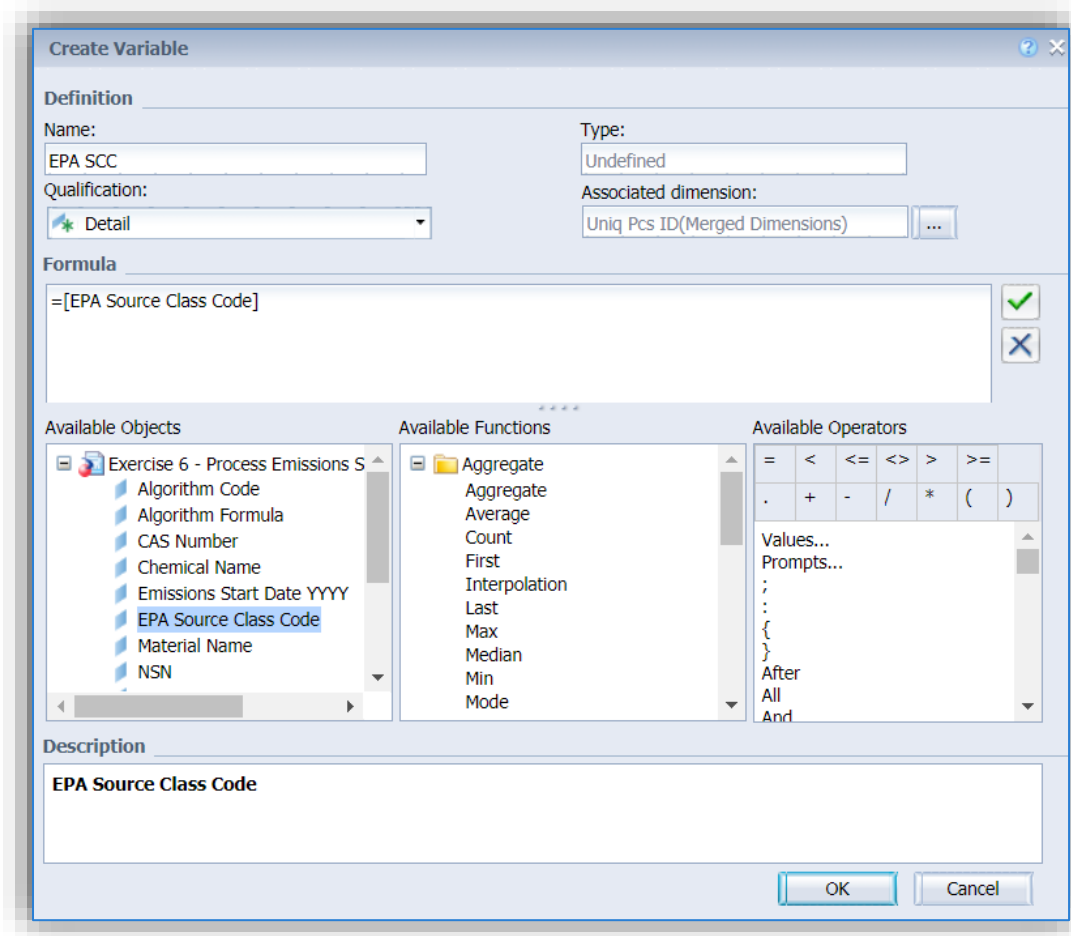 Create Variable
?
Definition
Name:
Type:
EPA SCC
Undefined
Qualification:
Associated dimension:
Detail
Uniq Pcs ID(Merged Dimensions)
...
Formula
=[EPA Source Class Code]
Available Objects
Available Functions
Available Operators
Exercise 6 - Process Emissions S
Algorithm Code
Algorithm Formula
CAS Number
Chemical Name
Emissions Start Date YYYY
EPA Source Class Code
Material Name
NSN
Aggregate
Aggregate
Average
Count
First
Interpolation
Last
Max
Median
Min
Mode
= < <= <> > >=
. + - / * ( )
Values...
Prompts...
;
:
{
}
After
All
And
Description
EPA Source Class Code
OK
Cancel